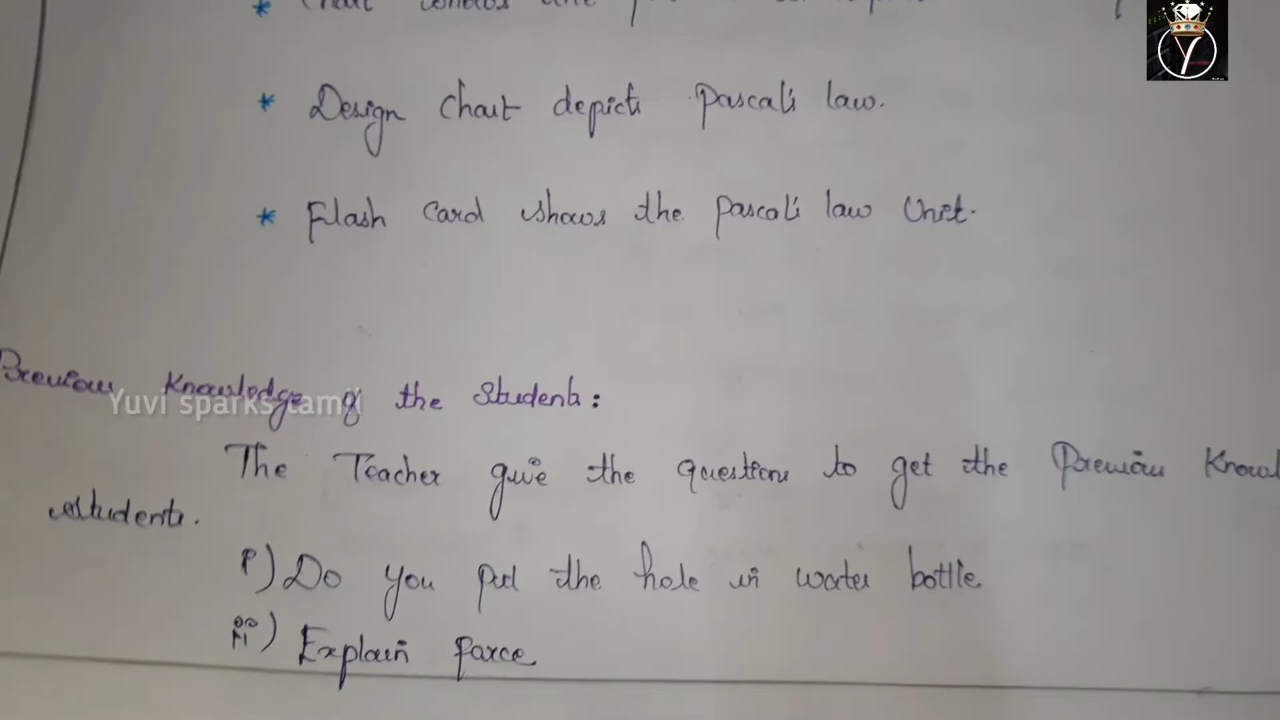 * Chart
* Design chart depicts Pascal's law.
* Flash card shows the pascal's law Unit.
Previous Knowledge of the Students:
Yuvi sparks tamil
The Teacher give the questions to get the Previous Knowl
students.
i) Do you put the hole in water bottle.
ii) Explain force
Y